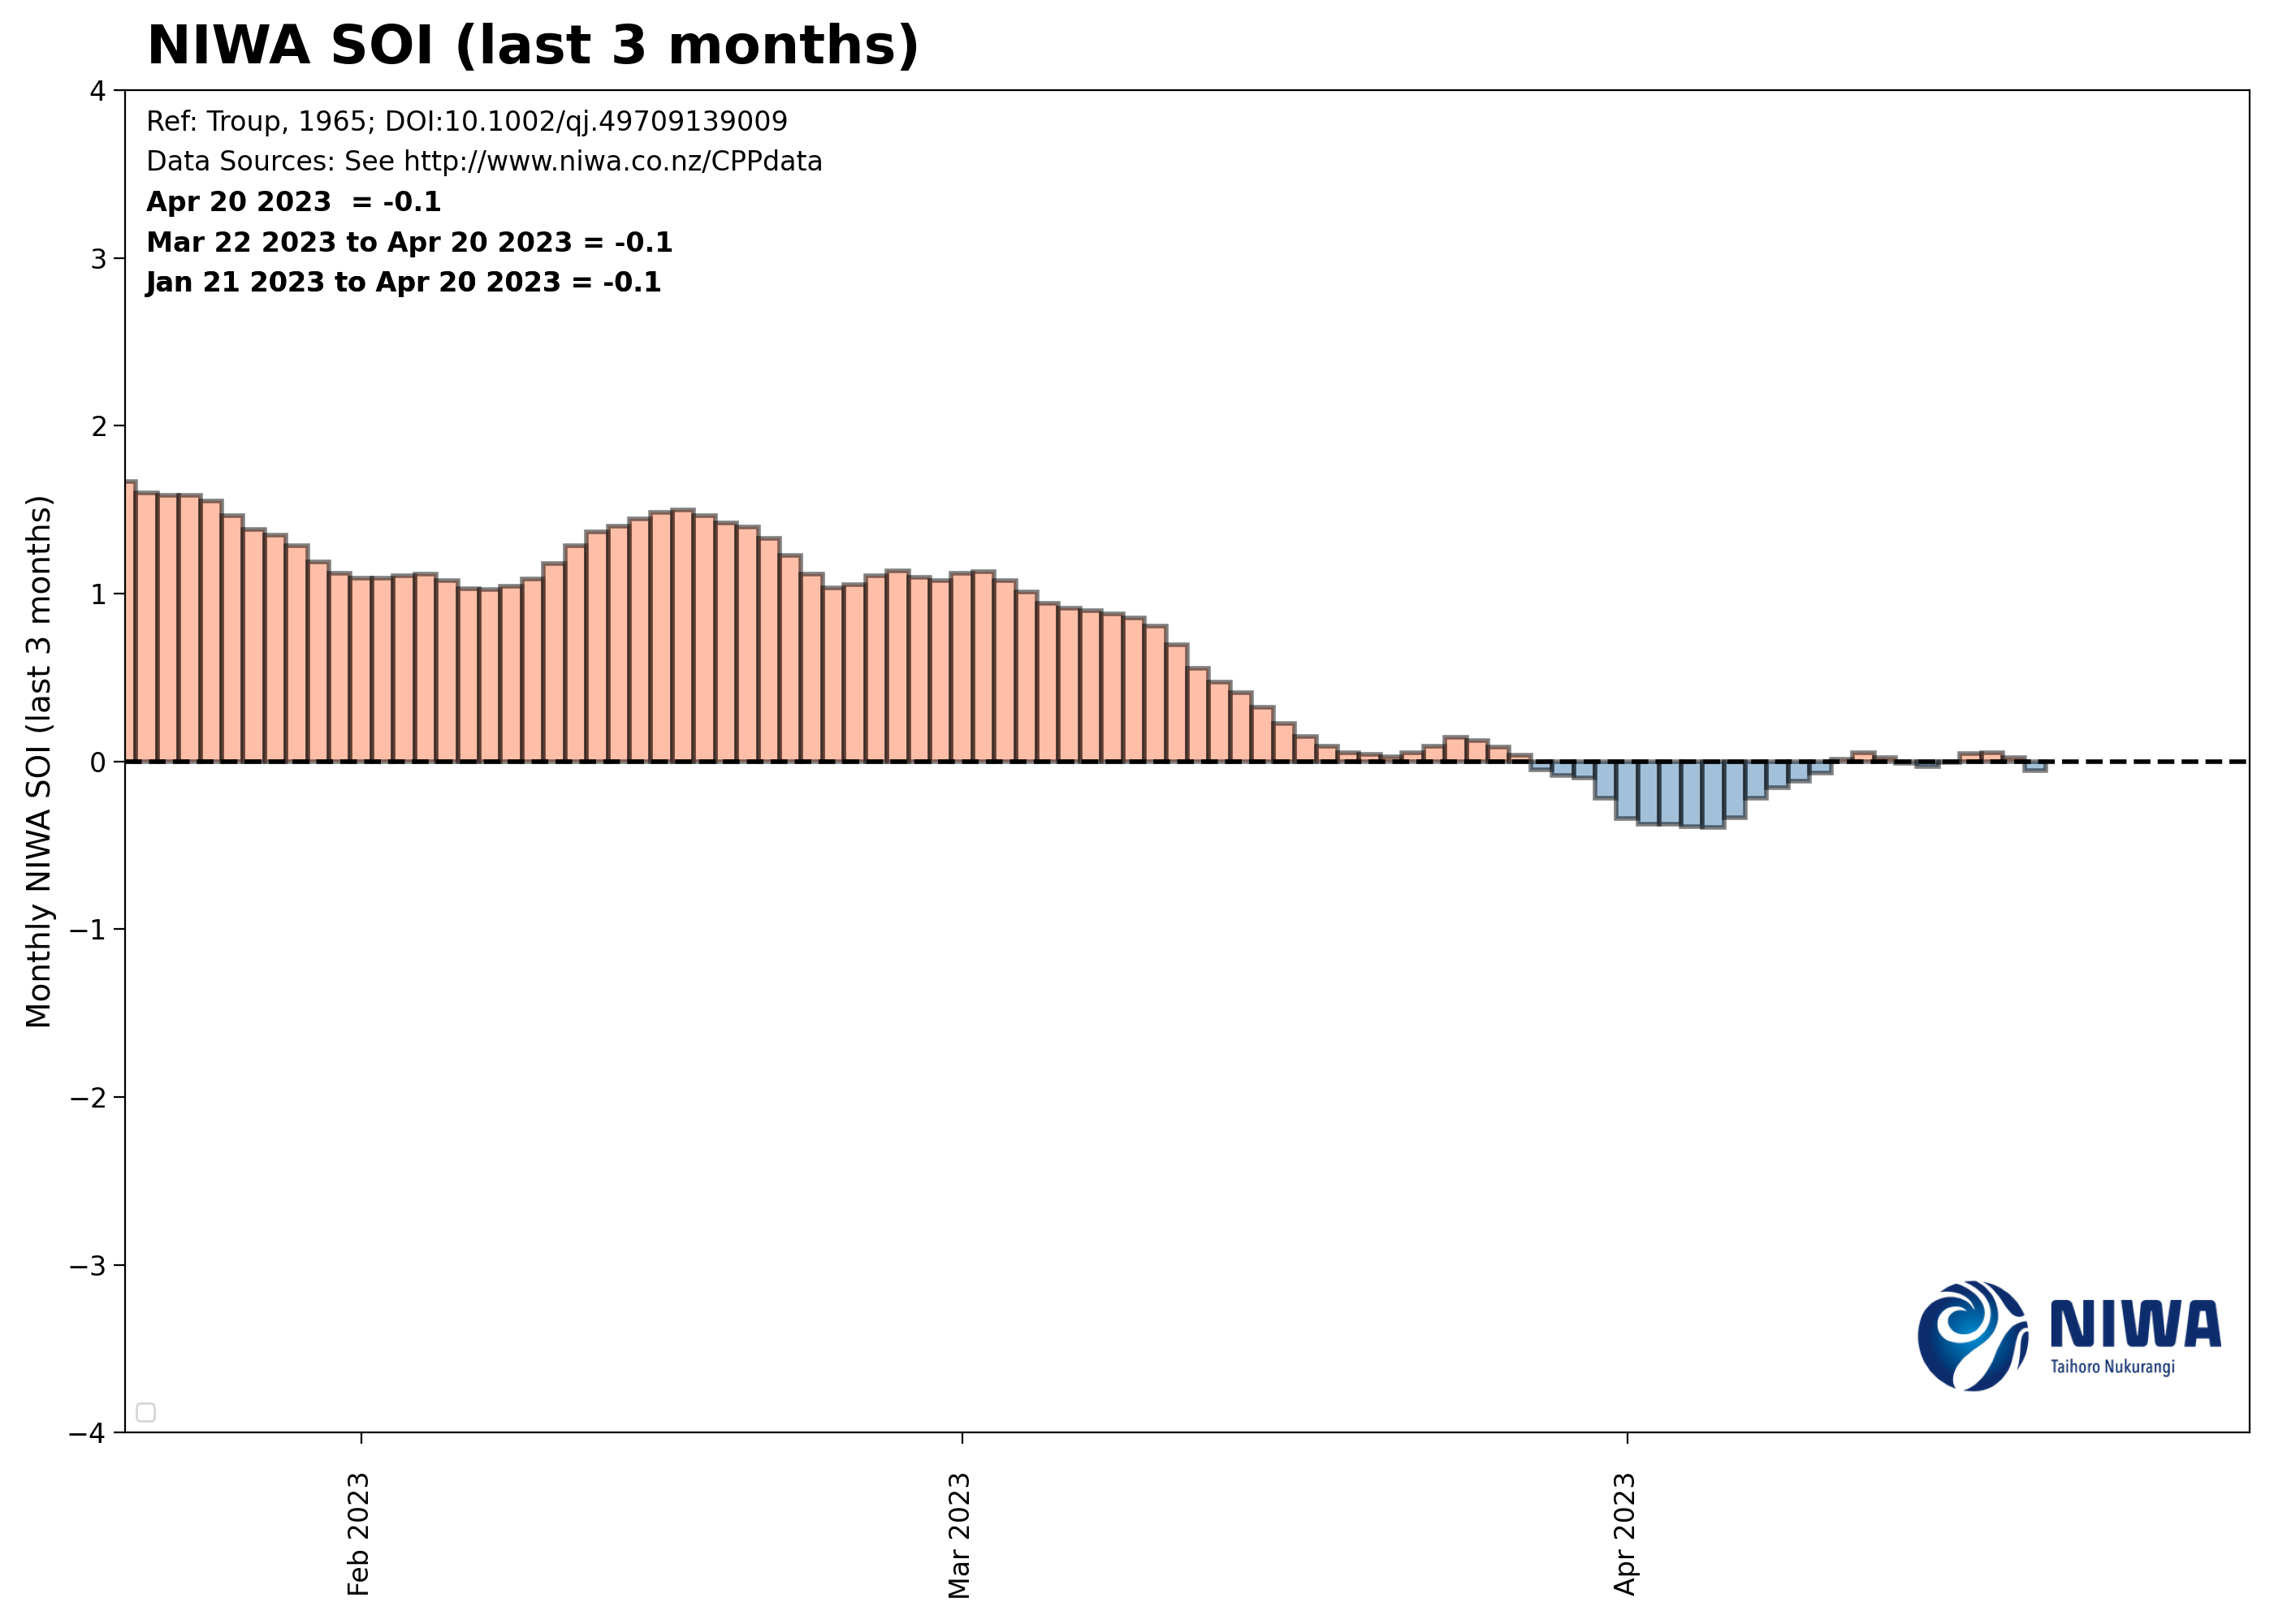 NIWA SOI (last 3 months)
Ref: Troup, 1965; DOI:10.1002/qj.49709139009
Data Sources: See http://www.niwa.co.nz/CPPdata
Apr 20 2023  = -0.1
Mar 22 2023 to Apr 20 2023 = -0.1
Jan 21 2023 to Apr 20 2023 = -0.1
Monthly NIWA SOI (last 3 months)
4
3
2
1
0
−1
−2
−3
−4
Feb 2023
Mar 2023
Apr 2023
NIWA
Taihoro Nukurangi